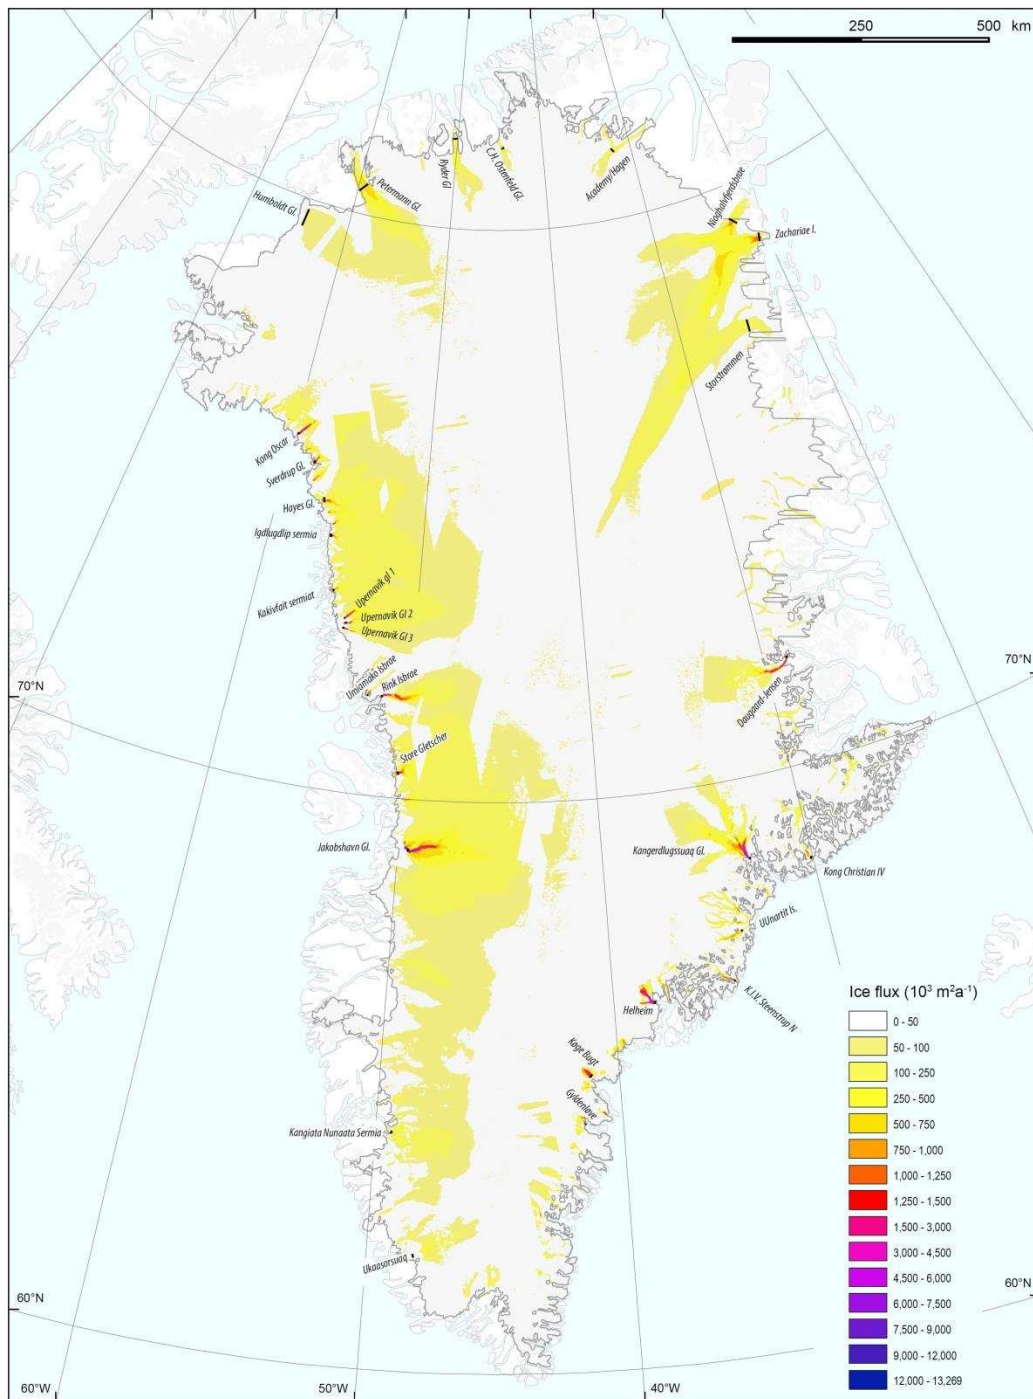 250 500 km
Humboldt Gl.
Petermann Gl.
Ryder Gl
C.H. Ostenfeld GL.
Academy/Hagen
Nioghalvfjerdsbrae
Zachariae I.
Storstrømmen
Kong Oscar
Sverdrup GL.
Hayes Gl.
Igdlugdlip sermia
Kakivfait sermiat
Upernavik gl 1
Upernavik Gl 2
Upernavik Gl 3
Umiamako Isbrae
Rink Isbrae
70°N
70°N
Daugaard-Jensen
Store Gletscher
Jakobshavn Gl.
Kangerdlugssuaq Gl.
Kong Christian IV
UUnartit Is.
K.I.V. Steenstrup N
Helheim
Køge Bugt
Gyldenløve
Kangiata Nunaata Sermia
Ukaasorsuaq
Ice flux (10³ m²a⁻¹)
0 - 50
50 - 100
100 - 250
250 - 500
500 - 750
750 - 1,000
1,000 - 1,250
1,250 - 1,500
1,500 - 3,000
3,000 - 4,500
4,500 - 6,000
6,000 - 7,500
7,500 - 9,000
9,000 - 12,000
12,000 - 13,269
60°N
60°N
60°W
50°W
40°W